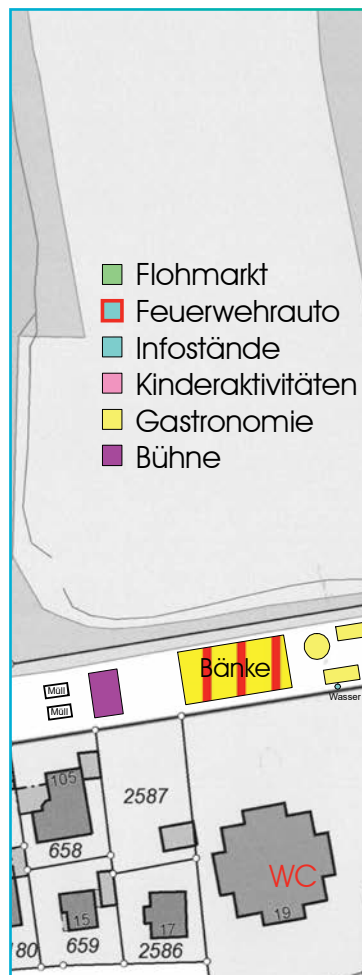 Flohmarkt
Feuerwehrauto
Infostände
Kinderaktivitäten
Gastronomie
Bühne
Bänke
Müll
Müll
Wasser
105
2587
658
WC
15
17
19
180
659
2586